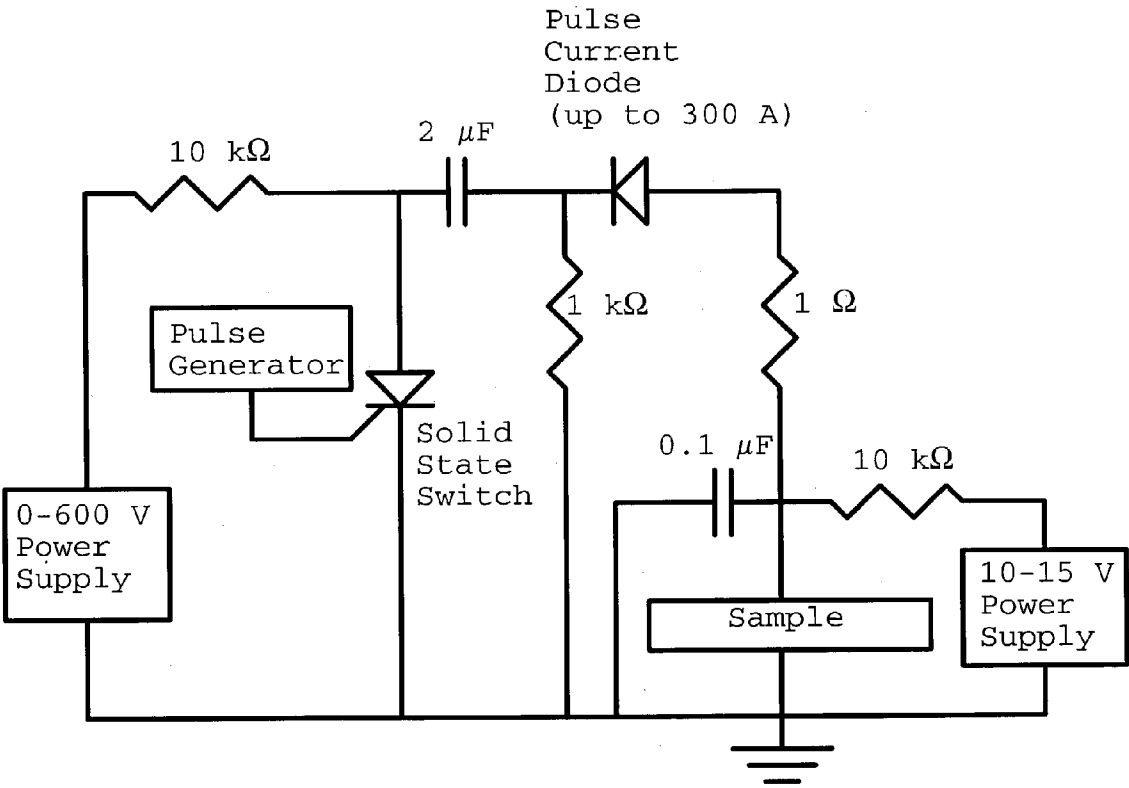 Pulse
Current
Diode
(up to 300 A)
2 μF
10 kΩ
1 kΩ
1 Ω
Pulse
Generator
Solid
State
Switch
0.1 μF
10 kΩ
0-600 V
Power
Supply
10-15 V
Power
Supply
Sample